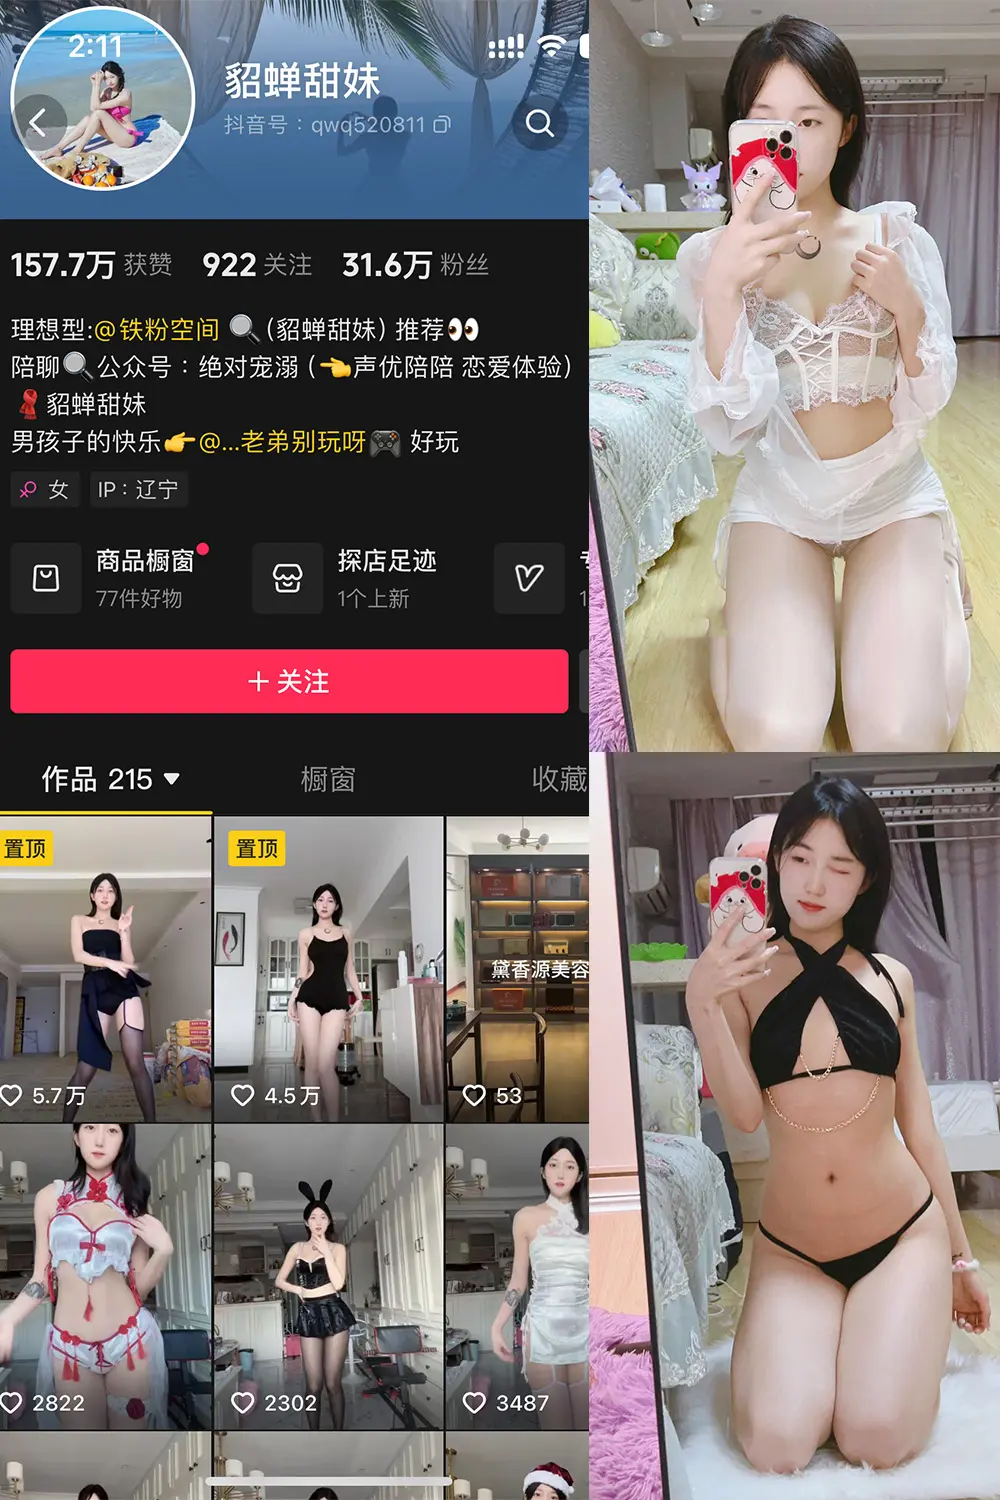 2:11
貂蝉甜妹
抖音号：qwq520811
157.7万 获赞 922 关注 31.6万 粉丝
理想型:@铁粉空间 (貂蝉甜妹) 推荐
陪聊 公众号：绝对宠溺 (声优陪陪 恋爱体验)
貂蝉甜妹
男孩子的快乐 @...老弟别玩呀 好玩
女 IP：辽宁
商品橱窗 探店足迹
77件好物 1个上新
+ 关注
作品 215 橱窗 收藏
置顶 置顶
黛香源美容
5.7万 4.5万 53
2822 2302 3487